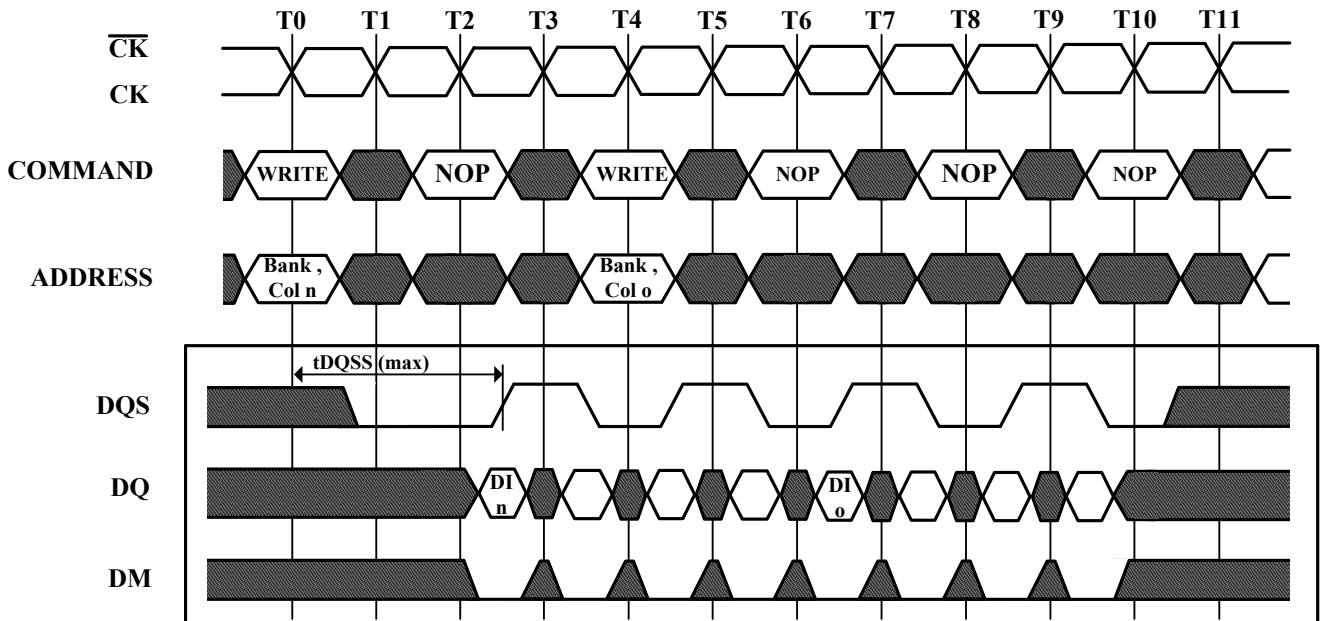 T0 T1 T2 T3 T4 T5 T6 T7 T8 T9 T10 T11
CK
CK
COMMAND WRITE NOP WRITE NOP NOP NOP
ADDRESS
Bank , Bank ,
Col n Col o
tDQSS (max)
DQS
DQ
DI DI
n o
DM